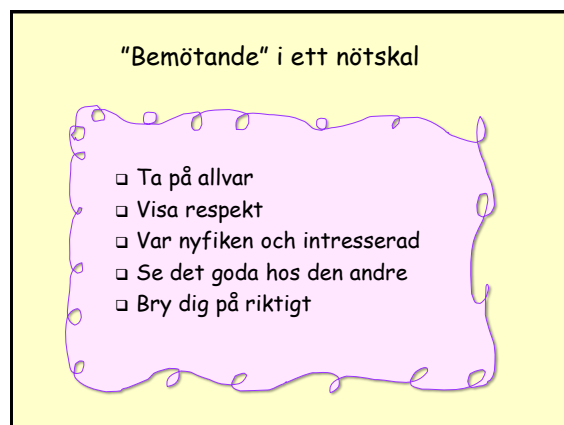 ”Bemötande” i ett nötskal
❑ Ta på allvar
❑ Visa respekt
❑ Var nyfiken och intresserad
❑ Se det goda hos den andre
❑ Bry dig på riktigt